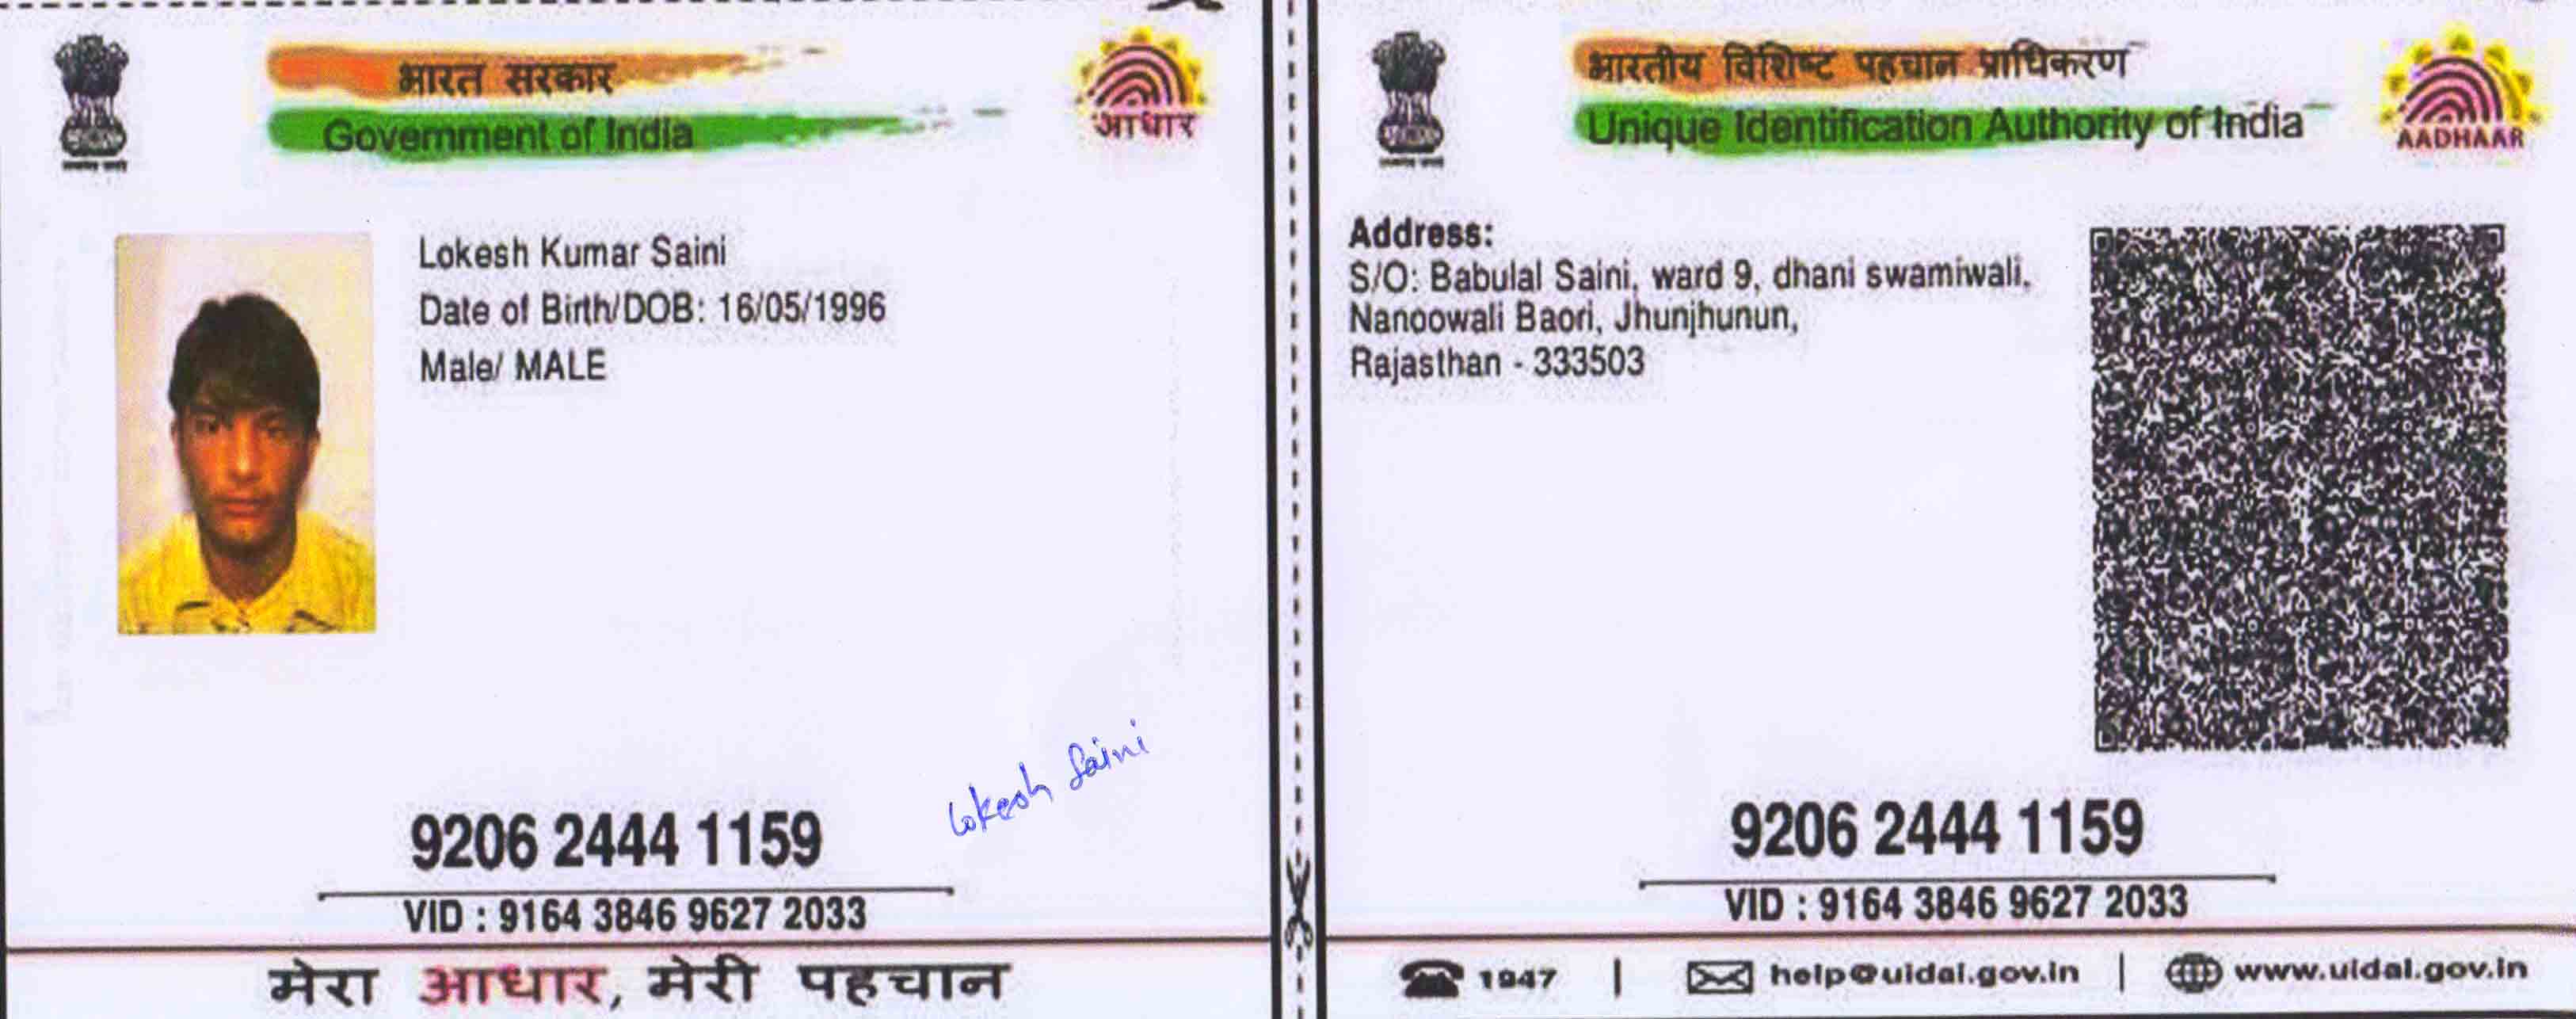 भारत सरकार
Government of India
आधार
Lokesh Kumar Saini
Date of Birth/DOB: 16/05/1996
Male/ MALE
Lokesh Saini
9206 2444 1159
VID : 9164 3846 9627 2033
मेरा आधार, मेरी पहचान
भारतीय विशिष्ट पहचान प्राधिकरण
Unique Identification Authority of India
AADHAAR
Address:
S/O: Babulal Saini, ward 9, dhani swamiwali,
Nanoowali Baori, Jhunjhunun,
Rajasthan - 333503
9206 2444 1159
VID : 9164 3846 9627 2033
1947 | help@uidai.gov.in | www.uidai.gov.in